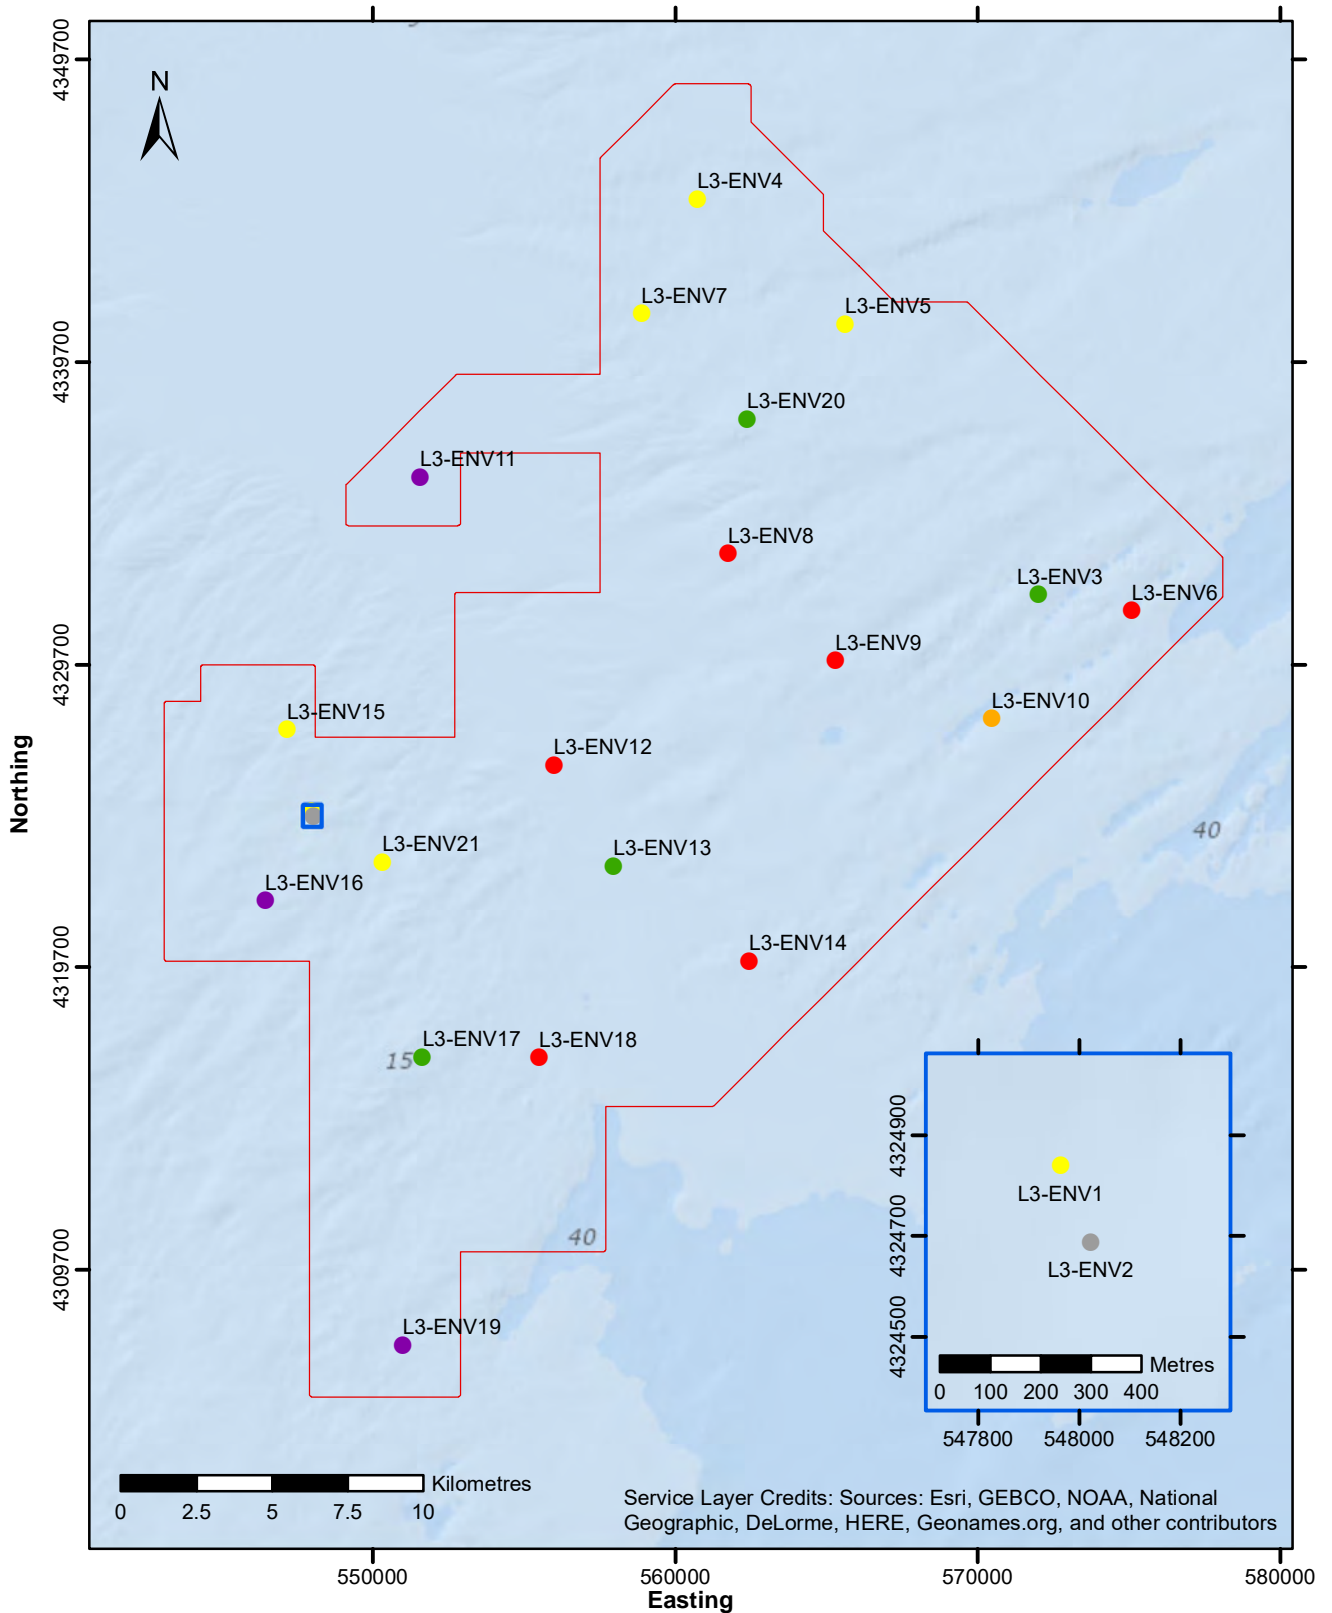 N
4349700
4339700
4329700
4319700
4309700
Northing
L3-ENV4
L3-ENV7
L3-ENV5
L3-ENV20
L3-ENV11
L3-ENV8
L3-ENV3
L3-ENV6
L3-ENV9
L3-ENV10
L3-ENV15
L3-ENV12
L3-ENV21
L3-ENV13
L3-ENV16
L3-ENV14
L3-ENV17
L3-ENV18
L3-ENV19
40
15
40
4324900
4324700
4324500
L3-ENV1
L3-ENV2
Metres
0 100 200 300 400
547800 548000 548200
Kilometres
0 2.5 5 7.5 10
Service Layer Credits: Sources: Esri, GEBCO, NOAA, National
Geographic, DeLorme, HERE, Geonames.org, and other contributors
550000 560000 570000 580000
Easting